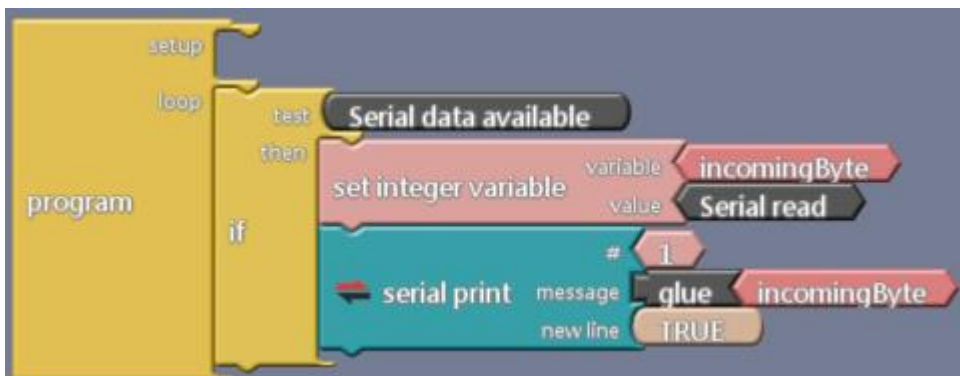 setup
loop
test
Serial data available
then
set integer variable
variable
incomingByte
value
Serial read
program
if
#
1
serial print
message
glue
incomingByte
new line
TRUE